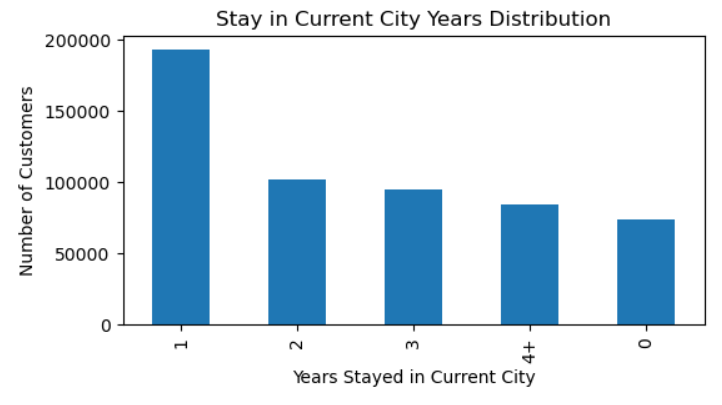 Stay in Current City Years Distribution
Number of Customers
200000
150000
100000
50000
0
1 2 3 4+ 0
Years Stayed in Current City